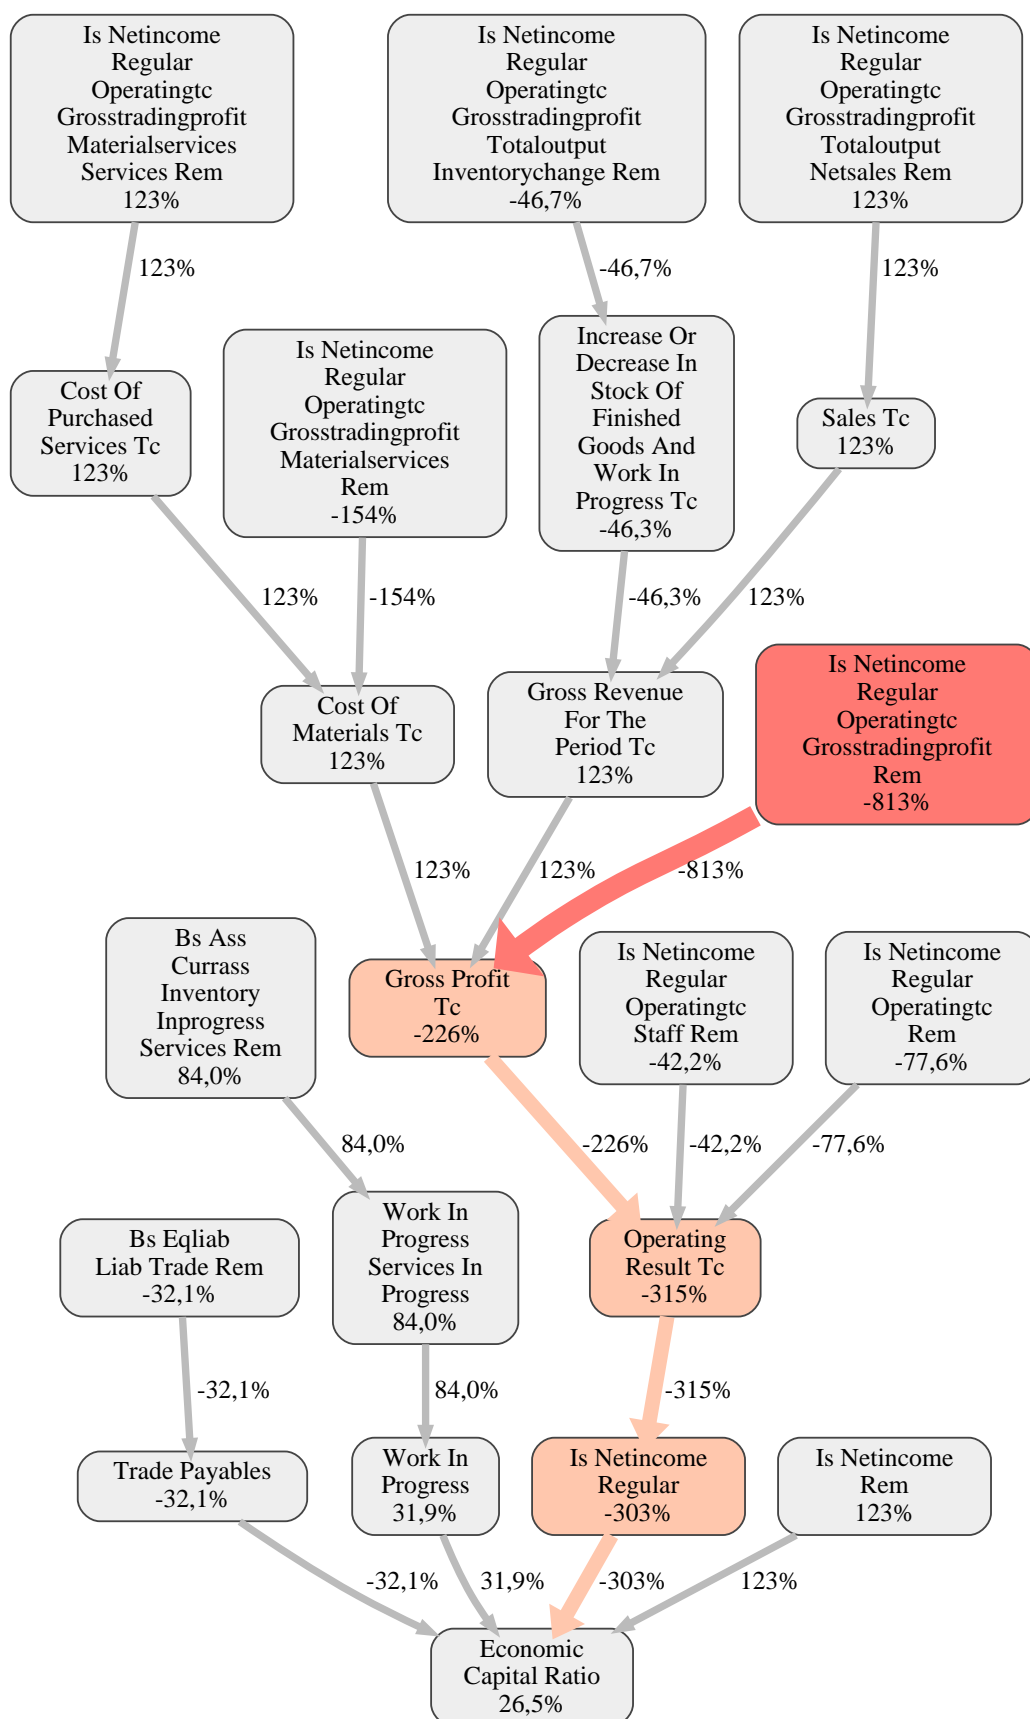 Is Netincome
Regular
Operatingtc
Grosstradingprofit
Materialservices
Services Rem
123%
Is Netincome
Regular
Operatingtc
Grosstradingprofit
Totaloutput
Inventorychange Rem
-46,7%
Is Netincome
Regular
Operatingtc
Grosstradingprofit
Totaloutput
Netsales Rem
123%
123%
-46,7%
123%
Cost Of
Purchased
Services Tc
123%
Is Netincome
Regular
Operatingtc
Grosstradingprofit
Materialservices
Rem
-154%
Increase Or
Decrease In
Stock Of
Finished
Goods And
Work In
Progress Tc
-46,3%
Sales Tc
123%
123%
-154%
-46,3%
123%
Cost Of
Materials Tc
123%
Gross Revenue
For The
Period Tc
123%
Is Netincome
Regular
Operatingtc
Grosstradingprofit
Rem
-813%
123%
123%
-813%
Bs Ass
Currass
Inventory
Inprogress
Services Rem
84,0%
Gross Profit
Tc
-226%
Is Netincome
Regular
Operatingtc
Staff Rem
-42,2%
Is Netincome
Regular
Operatingtc
Rem
-77,6%
84,0%
-226%
-42,2%
-77,6%
Bs Eqliab
Liab Trade Rem
-32,1%
Work In
Progress
Services In
Progress
84,0%
Operating
Result Tc
-315%
-32,1%
84,0%
-315%
Trade Payables
-32,1%
Work In
Progress
31,9%
Is Netincome
Regular
-303%
Is Netincome
Rem
123%
-32,1%
31,9%
-303%
123%
Economic
Capital Ratio
26,5%